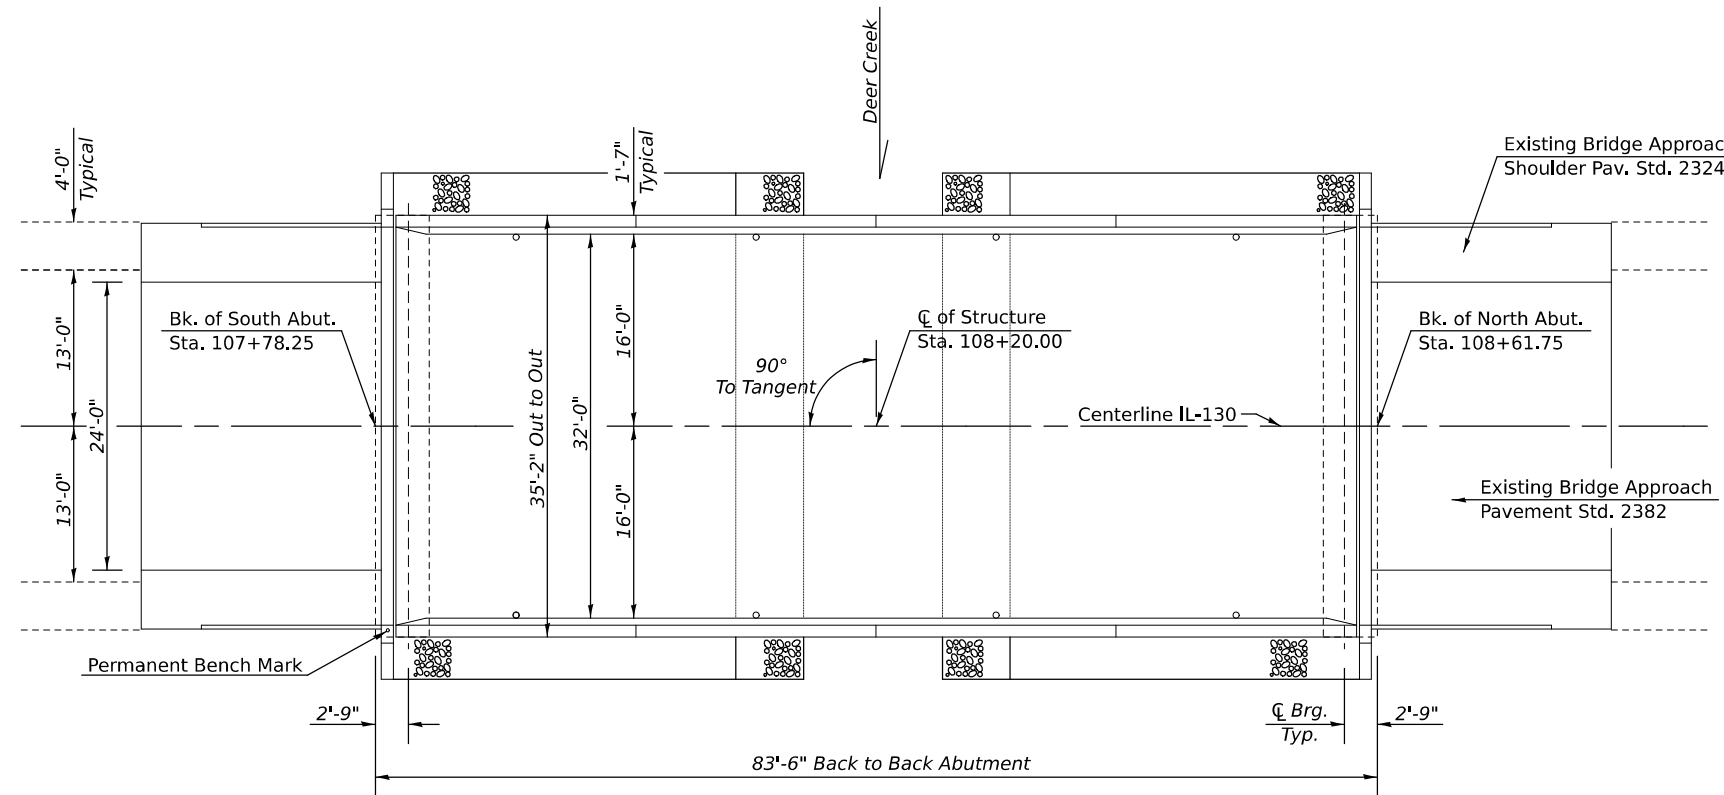 Deer Creek
4'-0"
Typical
1'-7"
Typical
Existing Bridge Approac
Shoulder Pav. Std. 2324
Bk. of South Abut.
Sta. 107+78.25
℄ of Structure
Sta. 108+20.00
Bk. of North Abut.
Sta. 108+61.75
90°
To Tangent
13'-0"
24'-0"
13'-0"
35'-2" Out to Out
32'-0"
16'-0"
16'-0"
Centerline IL-130
Existing Bridge Approach
Pavement Std. 2382
Permanent Bench Mark
2'-9"
℄ Brg.
Typ.
2'-9"
83'-6" Back to Back Abutment